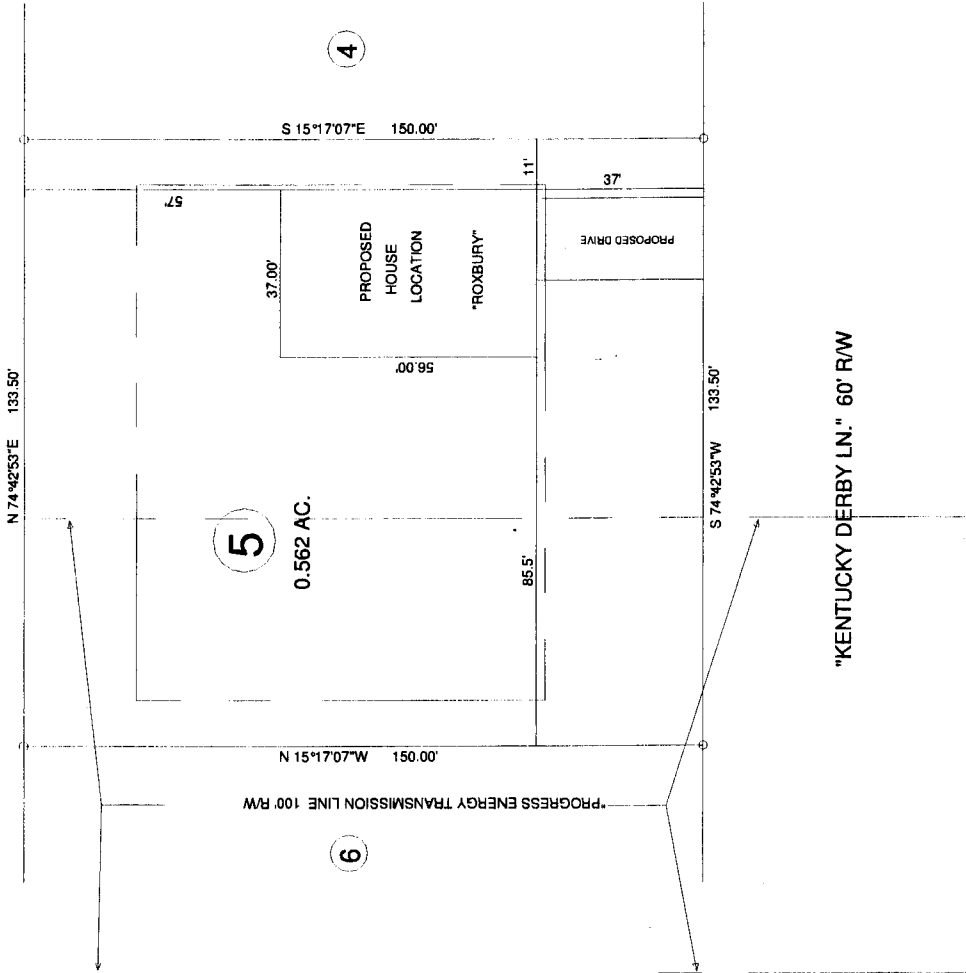 N 74°42'53"E 133.50'
4
S 15°17'07"E 150.00'
57'
37.00'
PROPOSED
HOUSE
LOCATION
"ROXBURY"
11'
37'
PROPOSED DRIVE
56.00'
5
0.562 AC.
85.5'
S 74°42'53"W 133.50'
N 15°17'07"W 150.00'
"PROGRESS ENERGY TRANSMISSION LINE 100' R/W
6
"KENTUCKY DERBY LN." 60' R/W